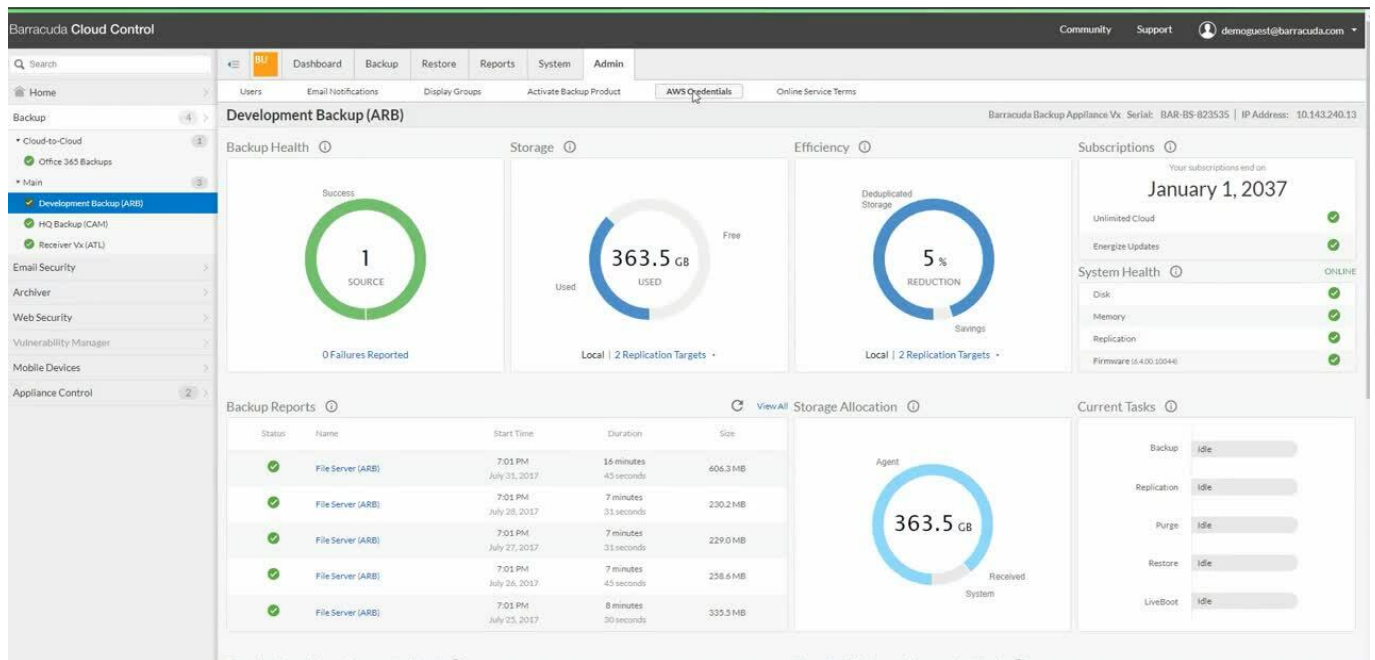 Barracuda Cloud Control
Community Support demoguest@barracuda.com
Search
BU Dashboard Backup Restore Reports System Admin
Home
Users Email Notifications Display Groups Activate Backup Product AWS Credentials Online Service Terms
Backup 4
Cloud-to-Cloud 1
Office 365 Backups
Main 3
Development Backup (ARB)
HQ Backup (CAM)
Receiver Vx (ATL)
Email Security
Archiver
Web Security
Vulnerability Manager
Mobile Devices
Appliance Control 2
Development Backup (ARB)
Barracuda Backup Appliance Vx Serial: BAR-BS-823535 | IP Address: 10.143.240.13
Backup Health
Success
1
SOURCE
0 Failures Reported
Storage
Free
363.5 GB
USED
Used
Local | 2 Replication Targets
Efficiency
Deduplicated
Storage
5 %
REDUCTION
Savings
Local | 2 Replication Targets
Subscriptions
Your subscriptions end on
January 1, 2037
Unlimited Cloud
Energize Updates
System Health ONLINE
Disk
Memory
Replication
Firmware (6.4.00.10044)
Backup Reports View All
Status Name Start Time Duration Size
File Server (ARB) 7:01 PM 16 minutes 606.3 MB
July 31, 2017 45 seconds
File Server (ARB) 7:01 PM 7 minutes 230.2 MB
July 28, 2017 31 seconds
File Server (ARB) 7:01 PM 7 minutes 229.0 MB
July 27, 2017 31 seconds
File Server (ARB) 7:01 PM 7 minutes 258.6 MB
July 26, 2017 45 seconds
File Server (ARB) 7:01 PM 8 minutes 335.5 MB
July 25, 2017 30 seconds
Storage Allocation
Agent
363.5 GB
Received
System
Current Tasks
Backup Idle
Replication Idle
Purge Idle
Restore Idle
LiveBoot Idle